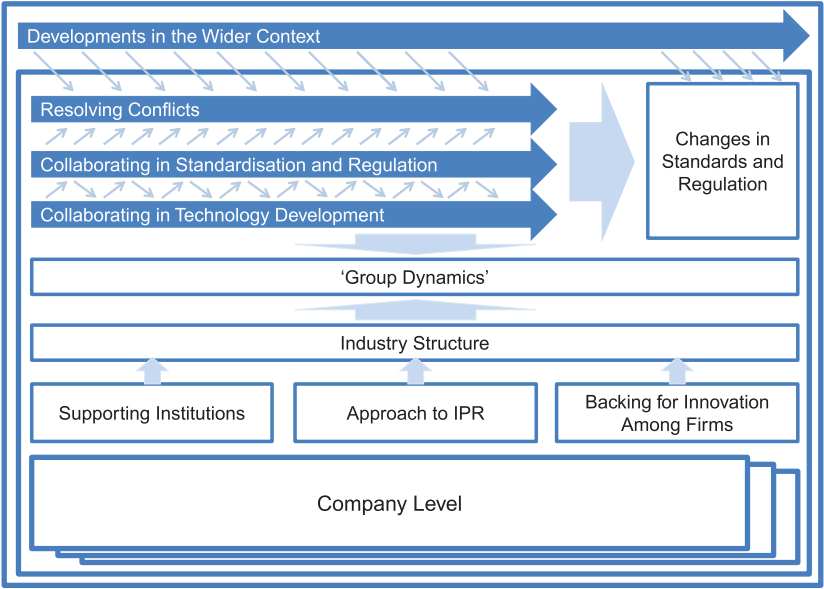 Developments in the Wider Context
Resolving Conflicts
Collaborating in Standardisation and Regulation
Collaborating in Technology Development
Changes in
Standards and
Regulation
‘Group Dynamics’
Industry Structure
Supporting Institutions
Approach to IPR
Backing for Innovation
Among Firms
Company Level